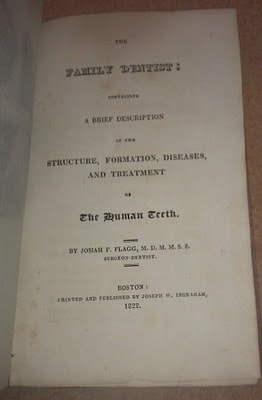 THE
FAMILY DENTIST;
CONTAINING
A BRIEF DESCRIPTION
OF THE
STRUCTURE, FORMATION, DISEASES,
AND TREATMENT
OF
The Human Teeth.
BY JOSIAH F. FLAGG, M. D. M. M. S. S.
SURGEON-DENTIST.
BOSTON:
PRINTED AND PUBLISHED BY JOSEPH W. INGRAHAM,
1822.